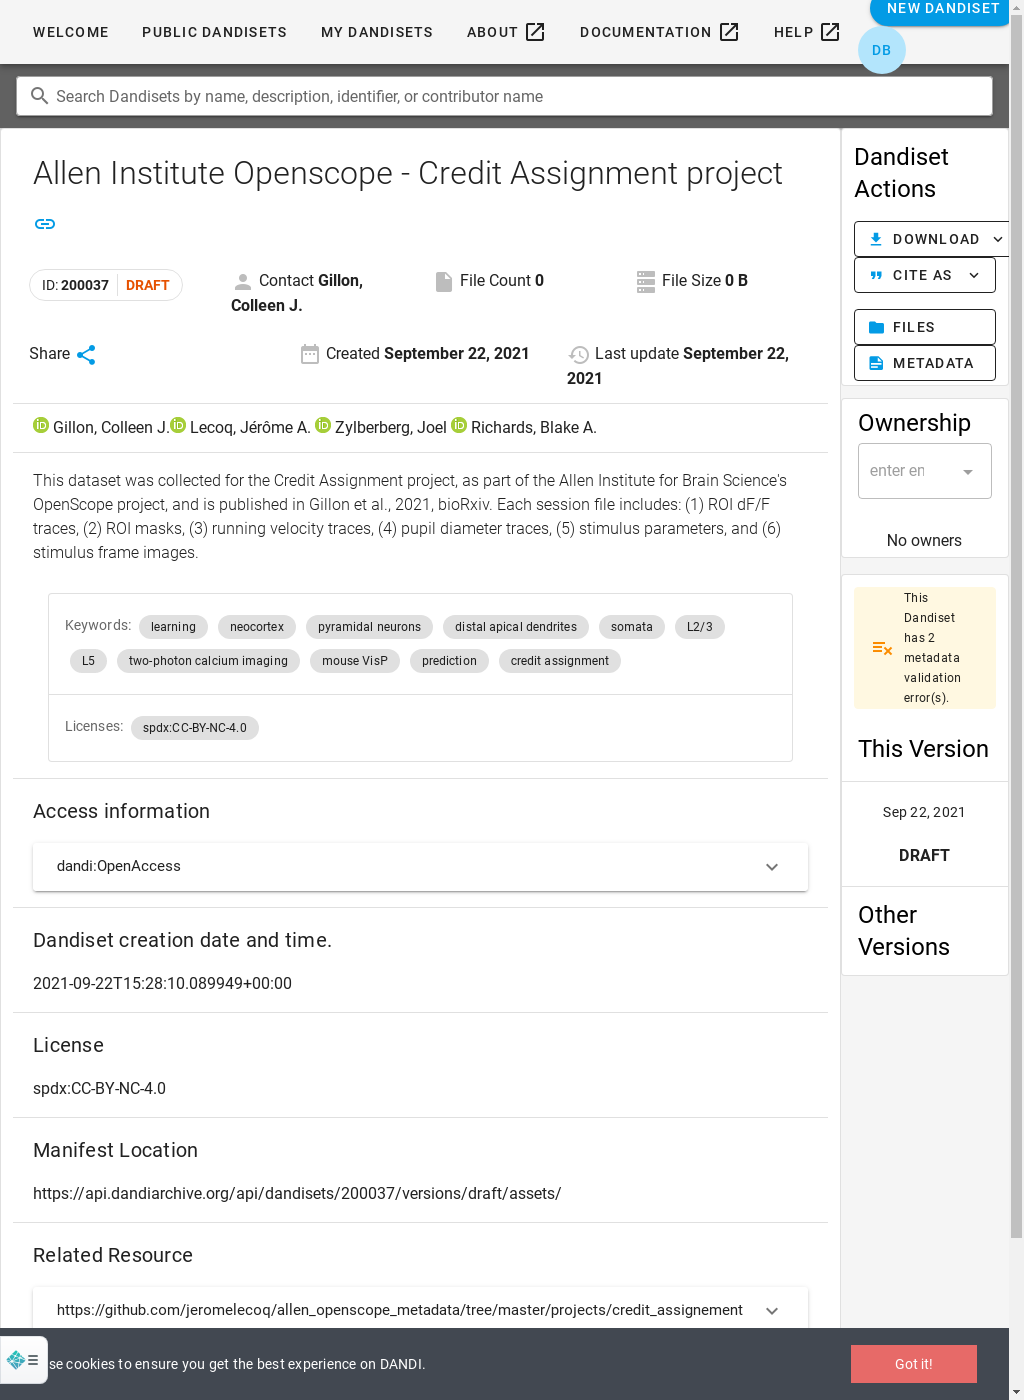 WELCOME PUBLIC DANDISETS MY DANDISETS ABOUT DOCUMENTATION HELP NEW DANDISET
DB
Search Dandisets by name, description, identifier, or contributor name
Allen Institute Openscope - Credit Assignment project
ID: 200037 DRAFT
Contact Gillon, Colleen J.
File Count 0
File Size 0 B
Share
Created September 22, 2021
Last update September 22, 2021
Gillon, Colleen J. Lecoq, Jérôme A. Zylberberg, Joel Richards, Blake A.
This dataset was collected for the Credit Assignment project, as part of the Allen Institute for Brain Science's
OpenScope project, and is published in Gillon et al., 2021, bioRxiv. Each session file includes: (1) ROI dF/F
traces, (2) ROI masks, (3) running velocity traces, (4) pupil diameter traces, (5) stimulus parameters, and (6)
stimulus frame images.
Keywords: learning neocortex pyramidal neurons distal apical dendrites somata L2/3
L5 two-photon calcium imaging mouse VisP prediction credit assignment
Licenses: spdx:CC-BY-NC-4.0
Access information
dandi:OpenAccess
Dandiset creation date and time.
2021-09-22T15:28:10.089949+00:00
License
spdx:CC-BY-NC-4.0
Manifest Location
https://api.dandiarchive.org/api/dandisets/200037/versions/draft/assets/
Related Resource
https://github.com/jeromelecoq/allen_openscope_metadata/tree/master/projects/credit_assignement
Dandiset
Actions
DOWNLOAD
CITE AS
FILES
METADATA
Ownership
enter en
No owners
This
Dandiset
has 2
metadata
validation
error(s).
This Version
Sep 22, 2021
DRAFT
Other
Versions
se cookies to ensure you get the best experience on DANDI.
Got it!